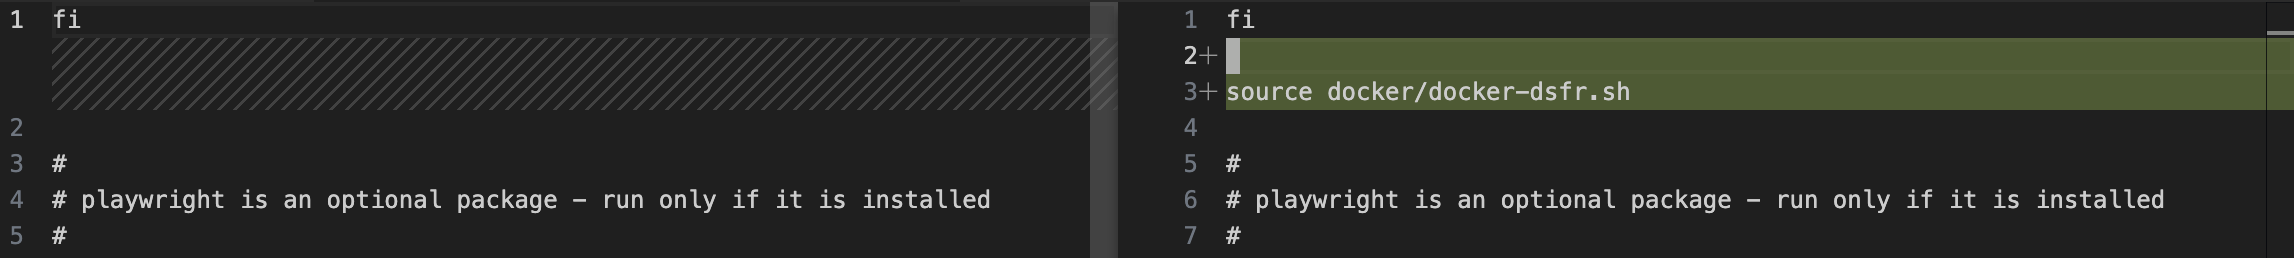 1 fi
2
3 #
4 # playwright is an optional package - run only if it is installed
5 #
1 fi
2+
3+ source docker/docker-dsfr.sh
4
5 #
6 # playwright is an optional package - run only if it is installed
7 #